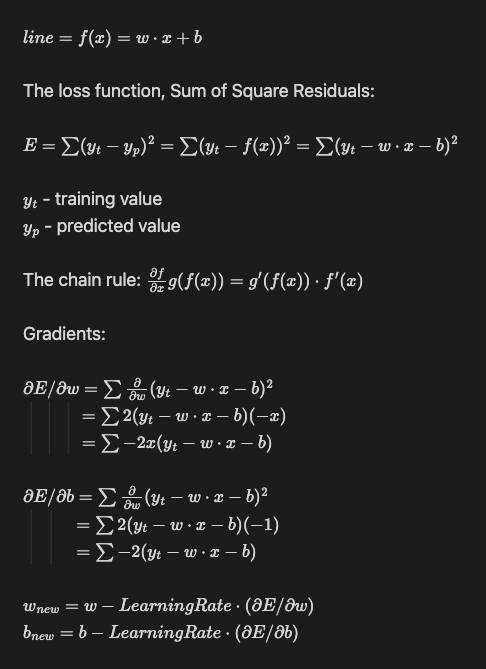 line = f(x) = w · x + b
The loss function, Sum of Square Residuals:
E = ∑(yₜ − yₚ)² = ∑(yₜ − f(x))² = ∑(yₜ − w · x − b)²
yₜ - training value
yₚ - predicted value
The chain rule: ∂f/∂x g(f(x)) = g′(f(x)) · f′(x)
Gradients:
∂E/∂w = ∑ ∂/∂w (yₜ − w · x − b)²
= ∑ 2(yₜ − w · x − b)(−x)
= ∑ −2x(yₜ − w · x − b)
∂E/∂b = ∑ ∂/∂w (yₜ − w · x − b)²
= ∑ 2(yₜ − w · x − b)(−1)
= ∑ −2(yₜ − w · x − b)
w_new = w − LearningRate · (∂E/∂w)
b_new = b − LearningRate · (∂E/∂b)